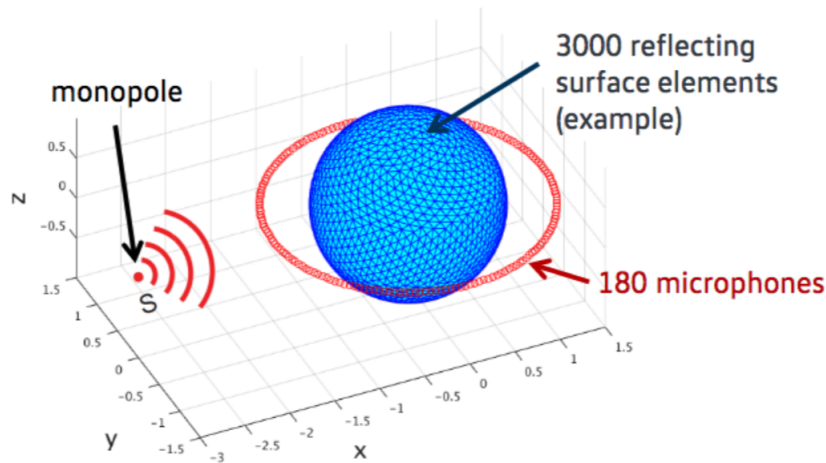 3000 reflecting
surface elements
(example)
monopole
0.5
0
-0.5
z
S
180 microphones
1.5
1
0.5
0
-0.5
-1
-1.5
y
-3
-2.5
-2
-1.5
-1
-0.5
0
0.5
1
1.5
x